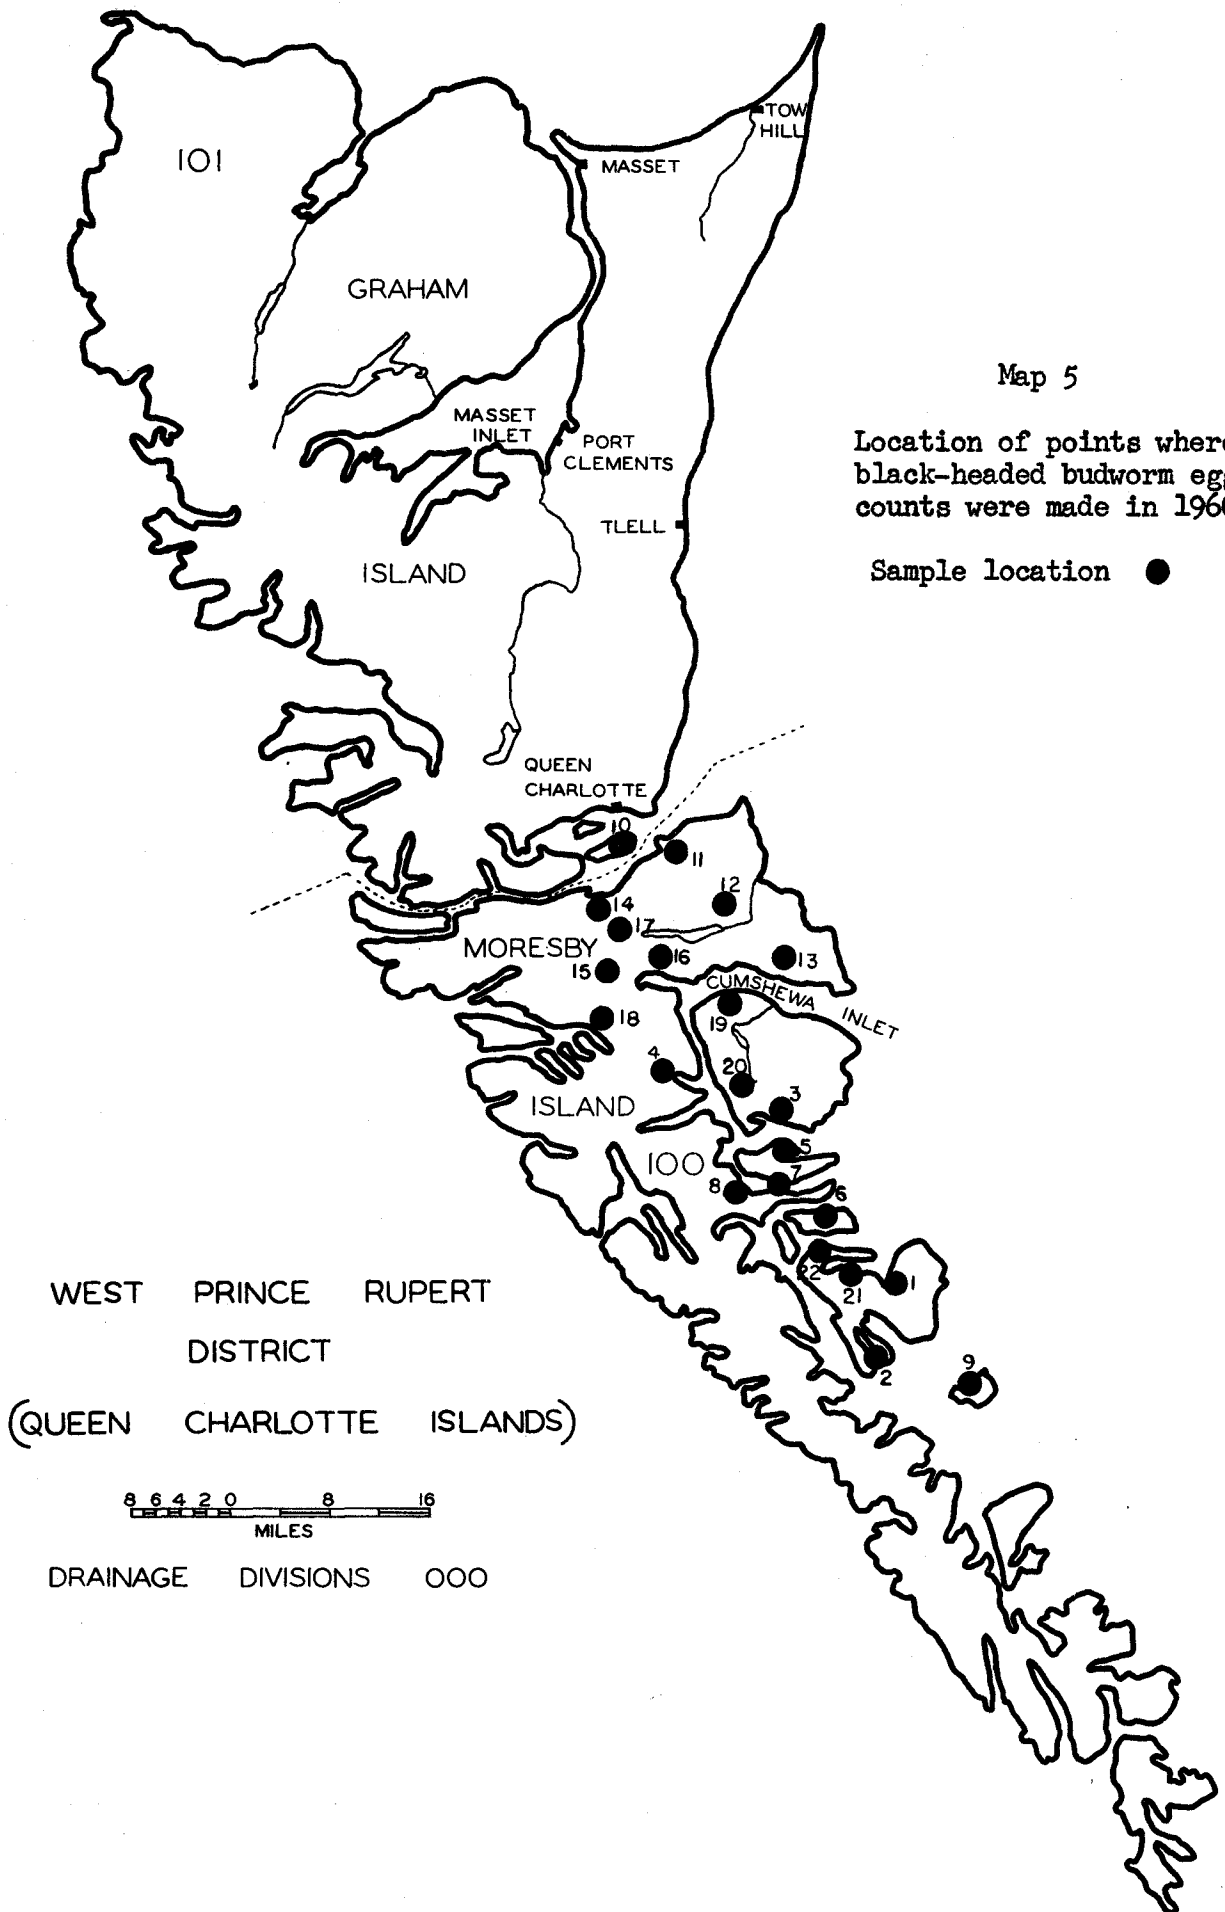 TOW
HILL
101
MASSET
GRAHAM
Map 5
MASSET
INLET
PORT
CLEMENTS
Location of points where
black-headed budworm egg
counts were made in 1960
TLELL
ISLAND
Sample location
QUEEN
CHARLOTTE
10
11
12
14
17
MORESBY
16
13
15
CUMSHEWA
INLET
19
18
4
20
3
ISLAND
5
100
7
8
6
22
21
1
2
9
WEST PRINCE RUPERT
DISTRICT
(QUEEN CHARLOTTE ISLANDS)
8 6 4 2 0 8 16
MILES
DRAINAGE DIVISIONS 000